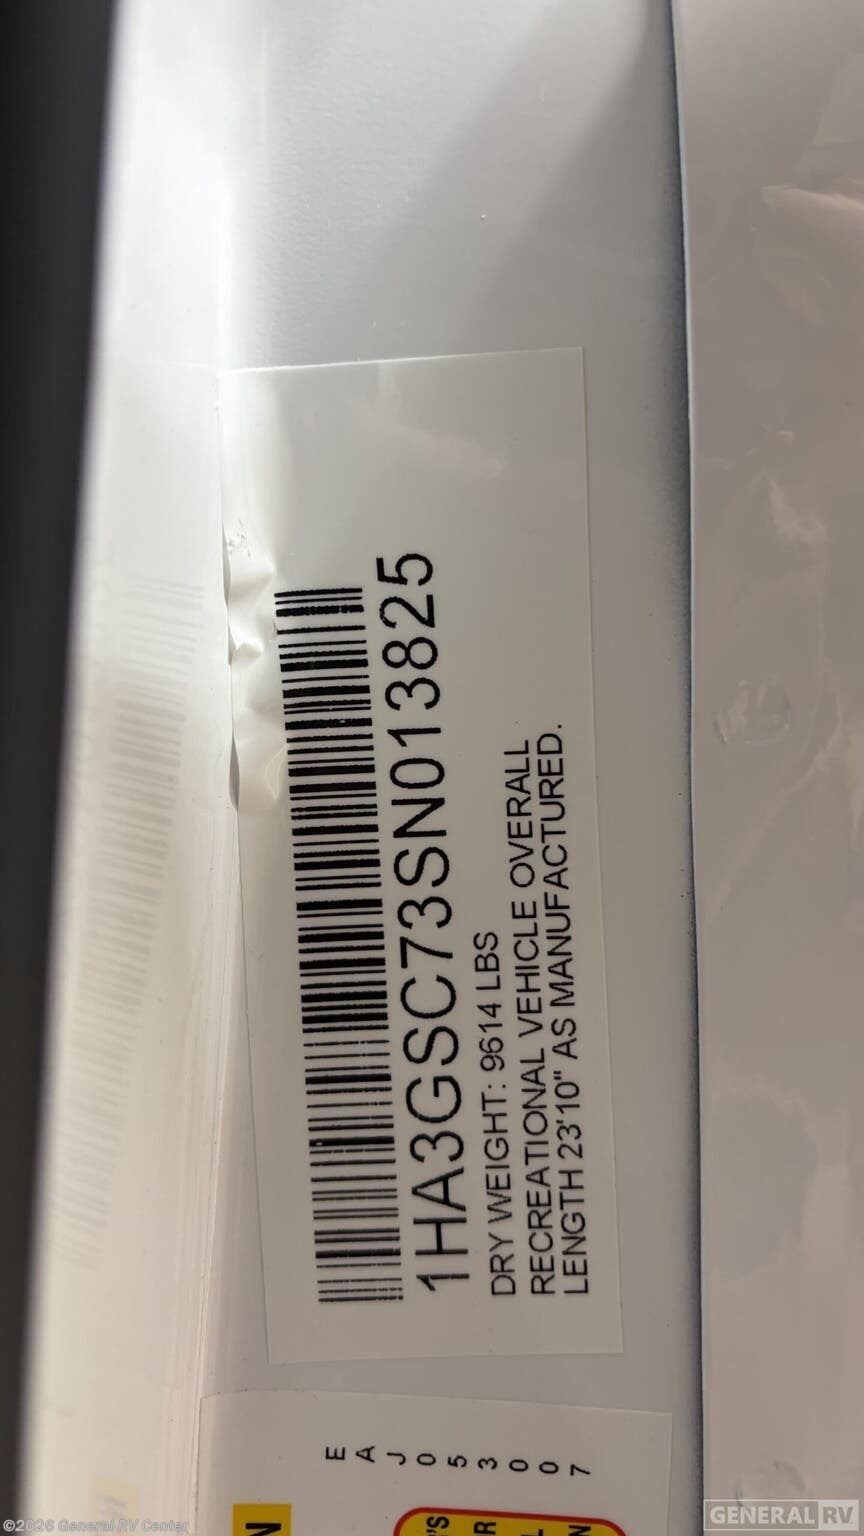 1HA3GSC73SN013825
DRY WEIGHT: 9614 LBS
RECREATIONAL VEHICLE OVERALL
LENGTH 23'10" AS MANUFACTURED.
EAJ053007
©2026 General RV Center
GENERAL RV